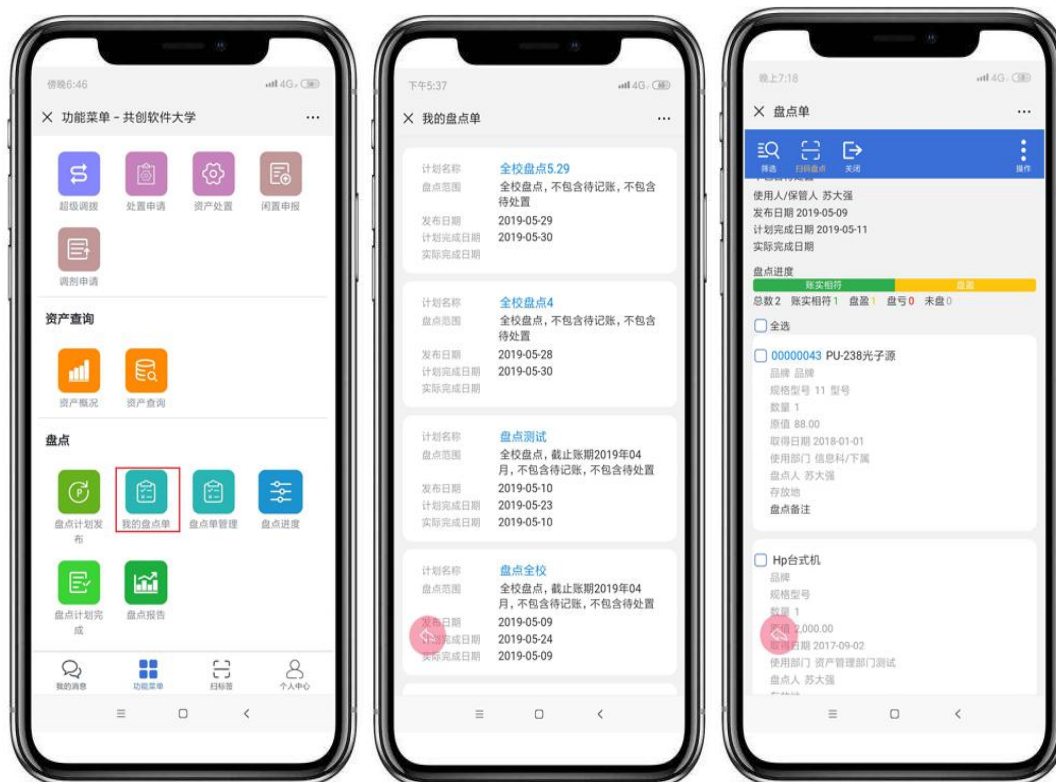 傍晚6:46
4G
功能菜单 - 共创软件大学
超级调拨
处置申请
资产处置
闲置申报
调剂申请
资产查询
资产概况
资产查询
盘点
盘点计划发布
我的盘点单
盘点单管理
盘点进度
盘点计划完成
盘点报告
我的消息
功能菜单
扫标签
个人中心
下午5:37
4G
我的盘点单
计划名称 全校盘点5.29
盘点范围 全校盘点，不包含待记账，不包含
待处置
发布日期 2019-05-29
计划完成日期 2019-05-30
实际完成日期
计划名称 全校盘点4
盘点范围 全校盘点，不包含待记账，不包含
待处置
发布日期 2019-05-28
计划完成日期 2019-05-30
实际完成日期
计划名称 盘点测试
盘点范围 全校盘点，截止账期2019年04
月，不包含待记账，不包含待处置
发布日期 2019-05-10
计划完成日期 2019-05-23
实际完成日期 2019-05-10
计划名称 盘点全校
盘点范围 全校盘点，截止账期2019年04
月，不包含待记账，不包含待处置
发布日期 2019-05-09
计划完成日期 2019-05-24
实际完成日期 2019-05-09
晚上7:18
4G
盘点单
筛选 扫码盘点 关闭 操作
使用人/保管人 苏大强
发布日期 2019-05-09
计划完成日期 2019-05-11
实际完成日期
盘点进度
账实相符 盘盈
总数2 账实相符1 盘盈1 盘亏0 未盘0
全选
00000043 PU-238光子源
品牌 品牌
规格型号 11 型号
数量 1
原值 88.00
取得日期 2018-01-01
使用部门 信息科/下属
盘点人 苏大强
存放地
盘点备注
Hp台式机
品牌
规格型号
数量 1
原值 2,000.00
取得日期 2017-09-02
使用部门 资产管理部门测试
盘点人 苏大强